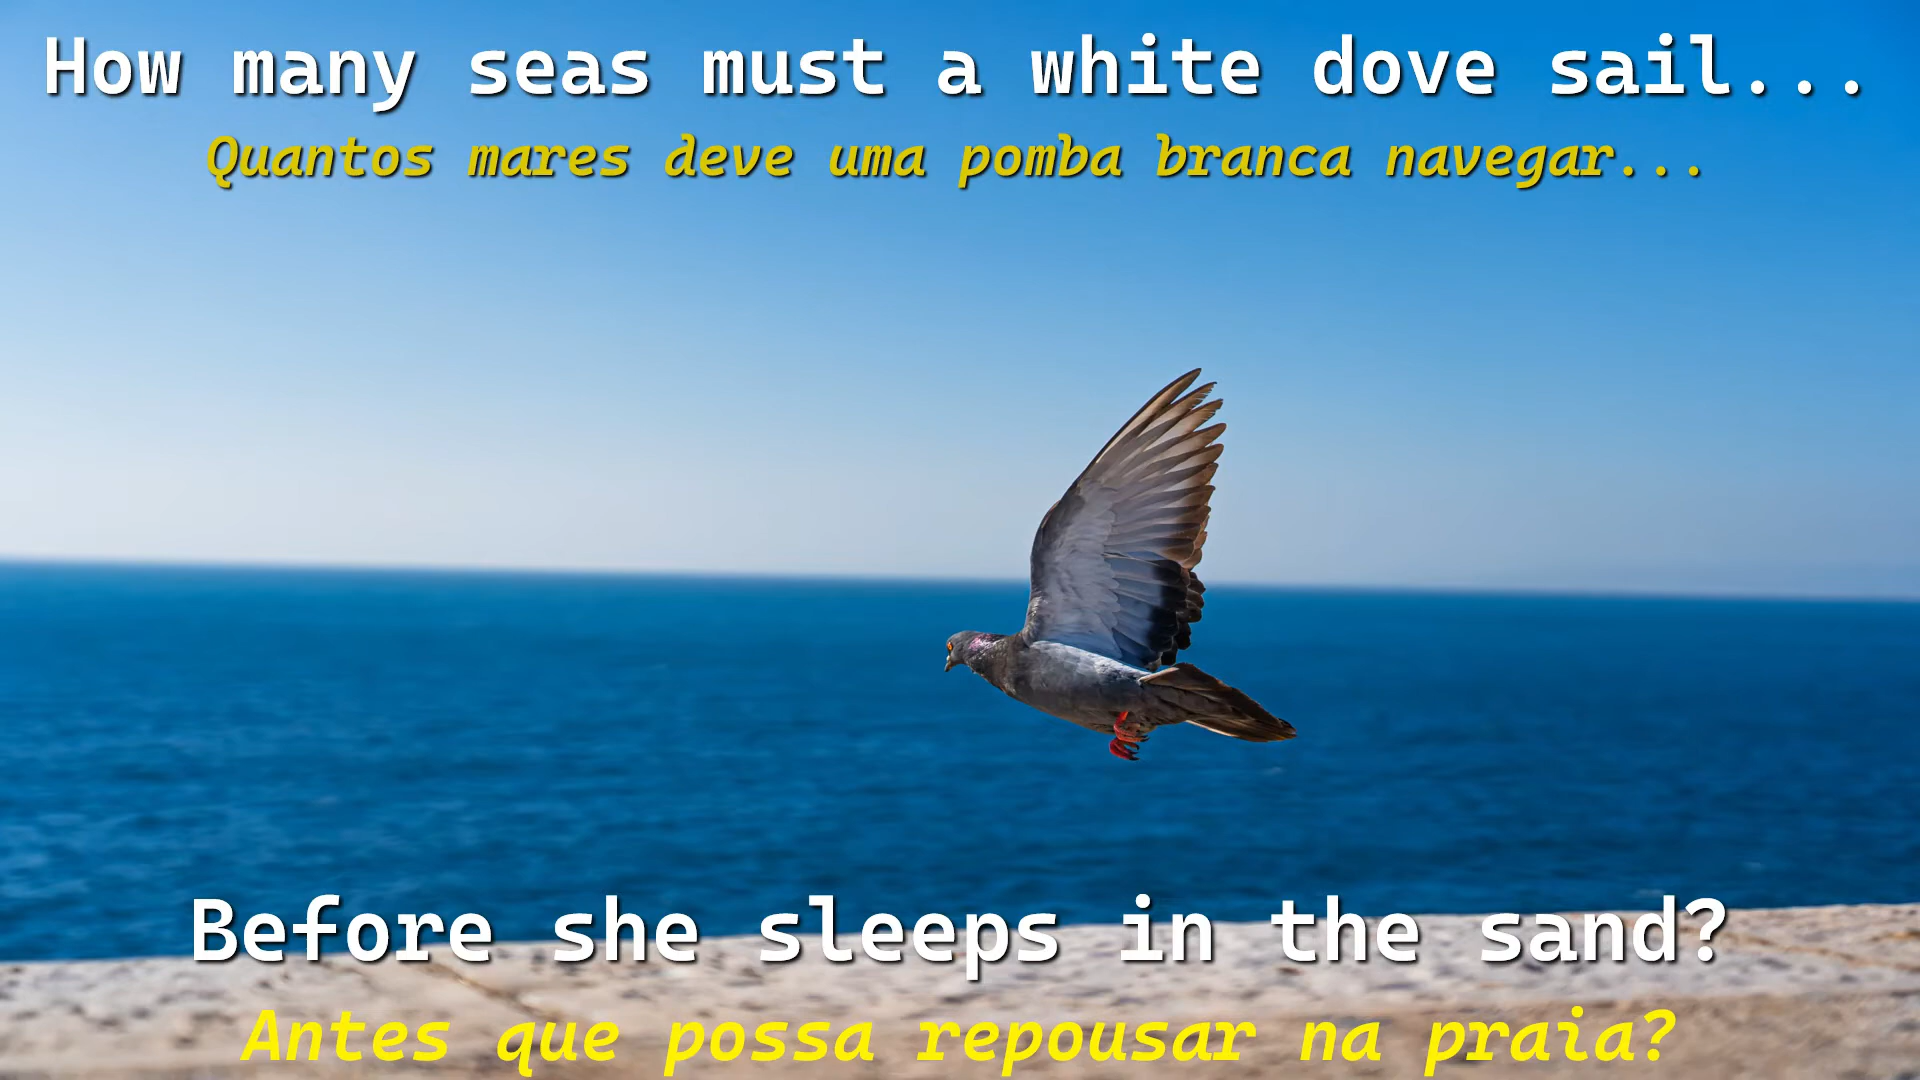 How many seas must a white dove sail...
Quantos mares deve uma pomba branca navegar...
Before she sleeps in the sand?
Antes que possa repousar na praia?